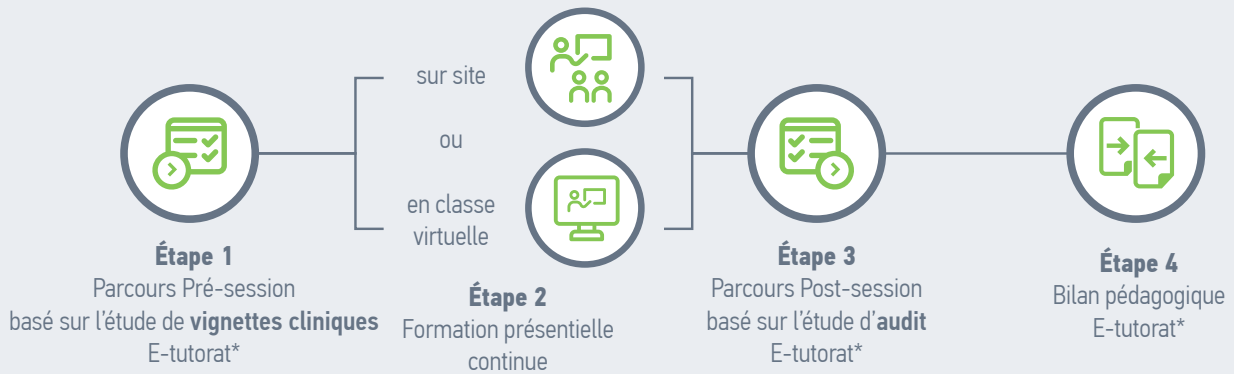 Étape 1
Parcours Pré-session
basé sur l'étude de vignettes cliniques
E-tutorat*
sur site
ou
en classe
virtuelle
Étape 2
Formation présentielle
continue
Étape 3
Parcours Post-session
basé sur l'étude d'audit
E-tutorat*
Étape 4
Bilan pédagogique
E-tutorat*